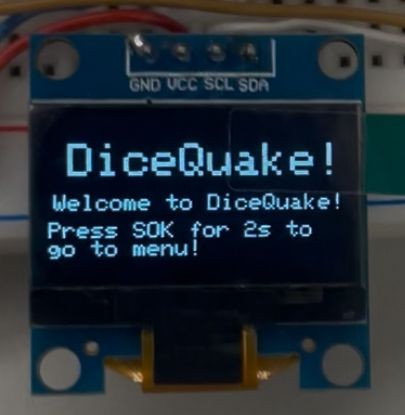 GND VCC SCL SDA
DiceQuake!
Welcome to DiceQuake!
Press SOK for 2s to
go to menu!